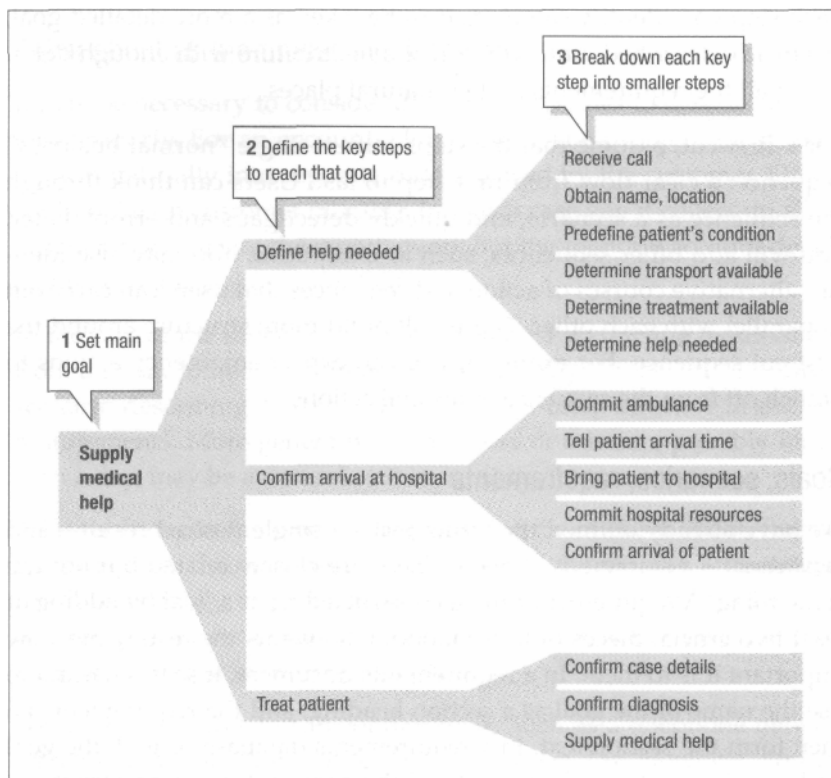 3 Break down each key
step into smaller steps
2 Define the key steps
to reach that goal
1 Set main
goal
Supply
medical
help
Define help needed
Receive call
Obtain name, location
Predefine patient's condition
Determine transport available
Determine treatment available
Determine help needed
Confirm arrival at hospital
Commit ambulance
Tell patient arrival time
Bring patient to hospital
Commit hospital resources
Confirm arrival of patient
Treat patient
Confirm case details
Confirm diagnosis
Supply medical help